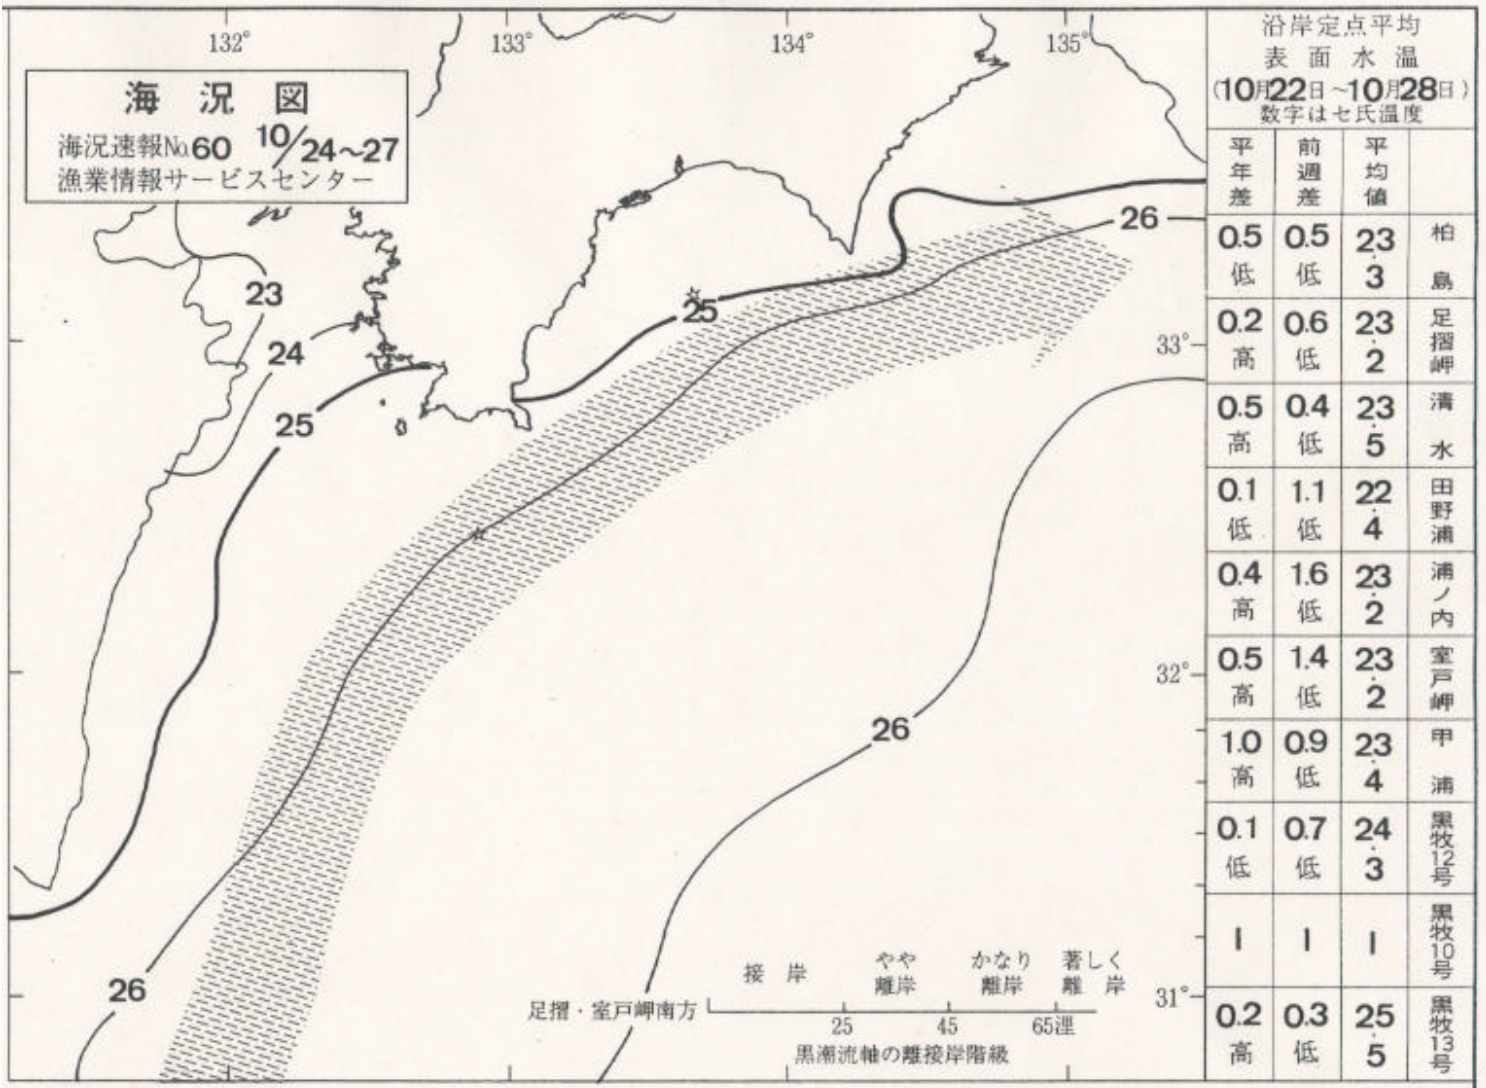 132° 133° 134° 135°
海況図
海況速報No.60 10/24～27
漁業情報サービスセンター
23
24
25
25
26
26
26
33°
32°
31°
接岸 やや離岸 かなり離岸 著しく離岸
足摺・室戸岬南方
25 45 65浬
黒潮流軸の離接岸階級
沿岸定点平均
表面水温
(10月22日～10月28日)
数字はセ氏温度
平年差 前週差 平均値
0.5低 0.5低 23.3 柏島
0.2高 0.6低 23.2 足摺岬
0.5高 0.4低 23.5 清水
0.1低 1.1低 22.4 田野浦
0.4高 1.6低 23.2 浦ノ内
0.5高 1.4低 23.2 室戸岬
1.0高 0.9低 23.4 甲浦
0.1低 0.7低 24.3 黒牧12号
| | | 黒牧10号
0.2高 0.3低 25.5 黒牧13号